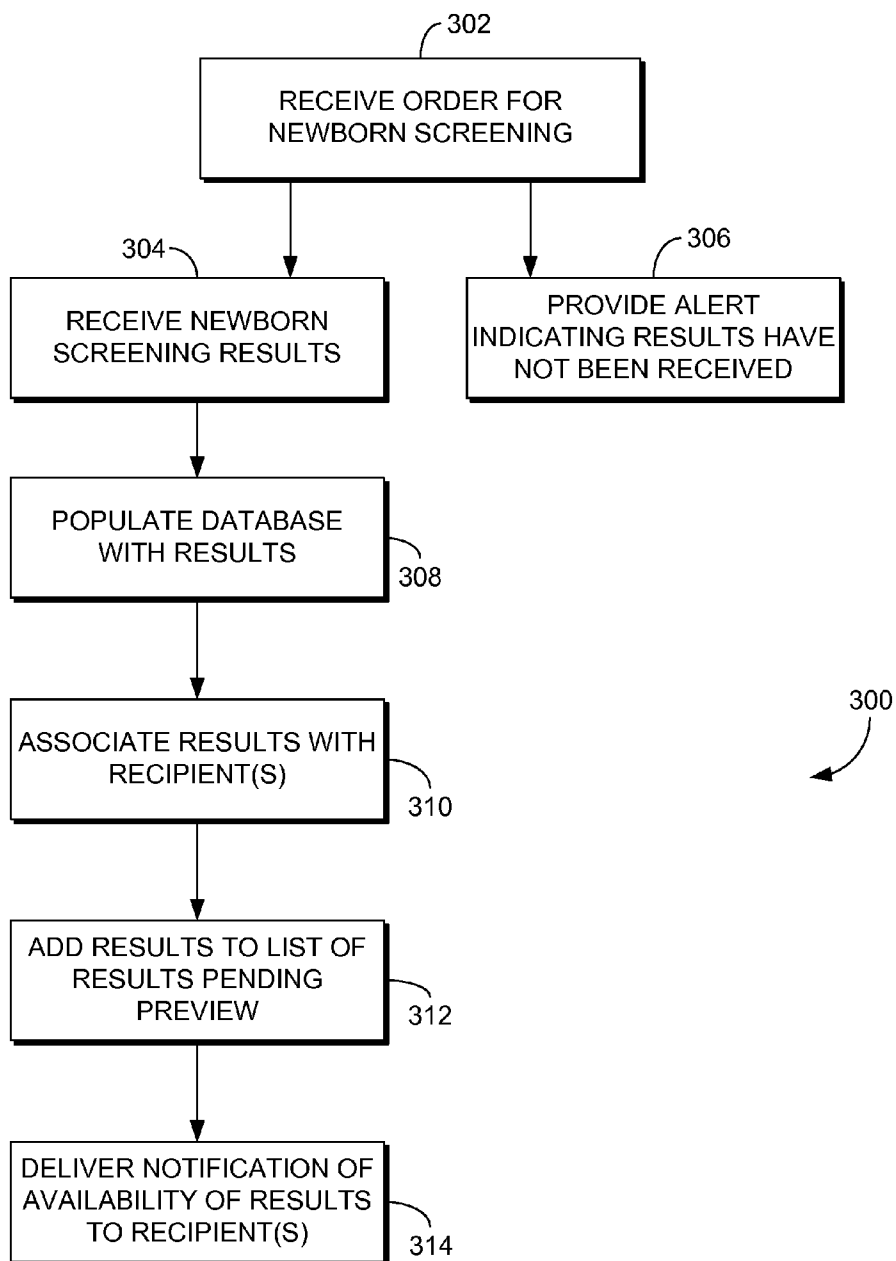 302
RECEIVE ORDER FOR
NEWBORN SCREENING
304
306
RECEIVE NEWBORN
SCREENING RESULTS
PROVIDE ALERT
INDICATING RESULTS HAVE
NOT BEEN RECEIVED
POPULATE DATABASE
WITH RESULTS
308
300
ASSOCIATE RESULTS WITH
RECIPIENT(S)
310
ADD RESULTS TO LIST OF
RESULTS PENDING
PREVIEW
312
DELIVER NOTIFICATION OF
AVAILABILITY OF RESULTS
TO RECIPIENT(S)
314